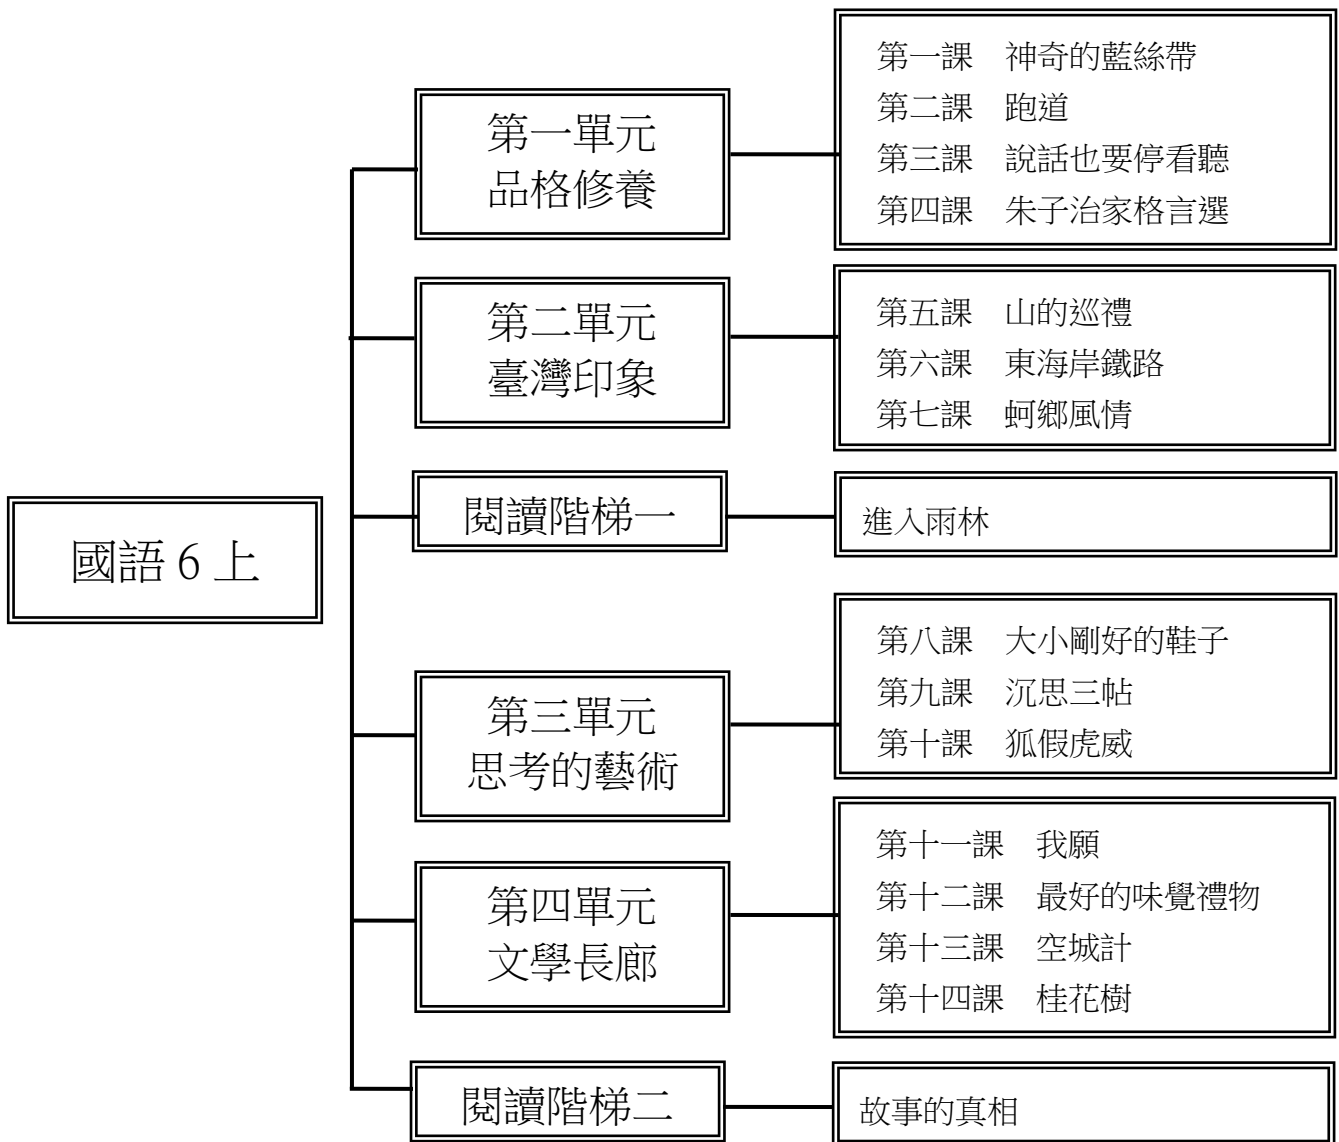 國語6上
第一單元
品格修養
第一課　神奇的藍絲帶
第二課　跑道
第三課　說話也要停看聽
第四課　朱子治家格言選
第二單元
臺灣印象
第五課　山的巡禮
第六課　東海岸鐵路
第七課　蚵鄉風情
閱讀階梯一
進入雨林
第三單元
思考的藝術
第八課　大小剛好的鞋子
第九課　沉思三帖
第十課　狐假虎威
第四單元
文學長廊
第十一課　我願
第十二課　最好的味覺禮物
第十三課　空城計
第十四課　桂花樹
閱讀階梯二
故事的真相